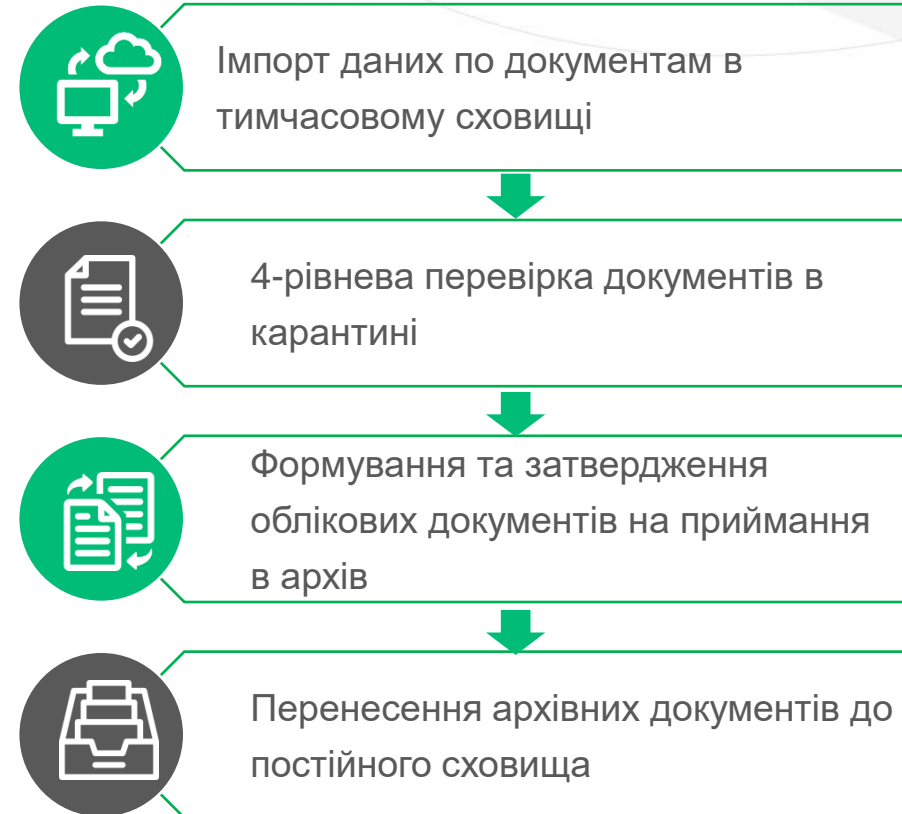 Імпорт даних по документам в
тимчасовому сховищі
4-рівнева перевірка документів в
карантині
Формування та затвердження
облікових документів на приймання
в архів
Перенесення архівних документів до
постійного сховища